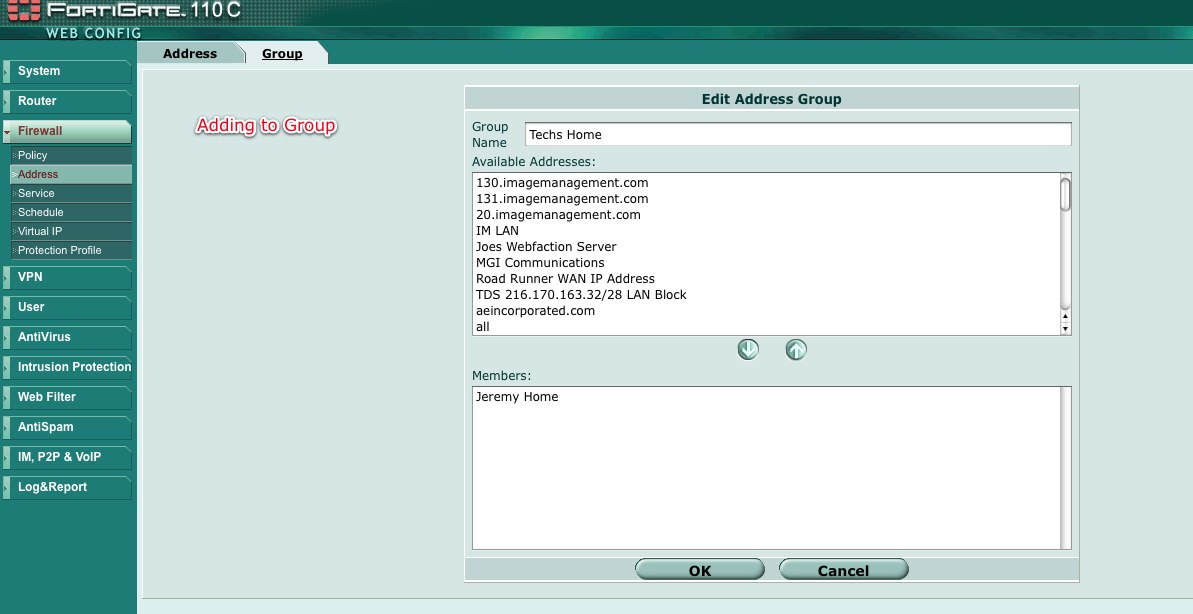 FORTIGATE 110C
WEB CONFIG
Address
Group
System
Router
Firewall
Policy
Address
Service
Schedule
Virtual IP
Protection Profile
VPN
User
AntiVirus
Intrusion Protection
Web Filter
AntiSpam
IM, P2P & VoIP
Log&Report
Adding to Group
Edit Address Group
Group
Name
Techs Home
Available Addresses:
130.imagemanagement.com
131.imagemanagement.com
20.imagemanagement.com
IM LAN
Joes Webfaction Server
MGI Communications
Road Runner WAN IP Address
TDS 216.170.163.32/28 LAN Block
aeincorporated.com
all
Members:
Jeremy Home
OK
Cancel